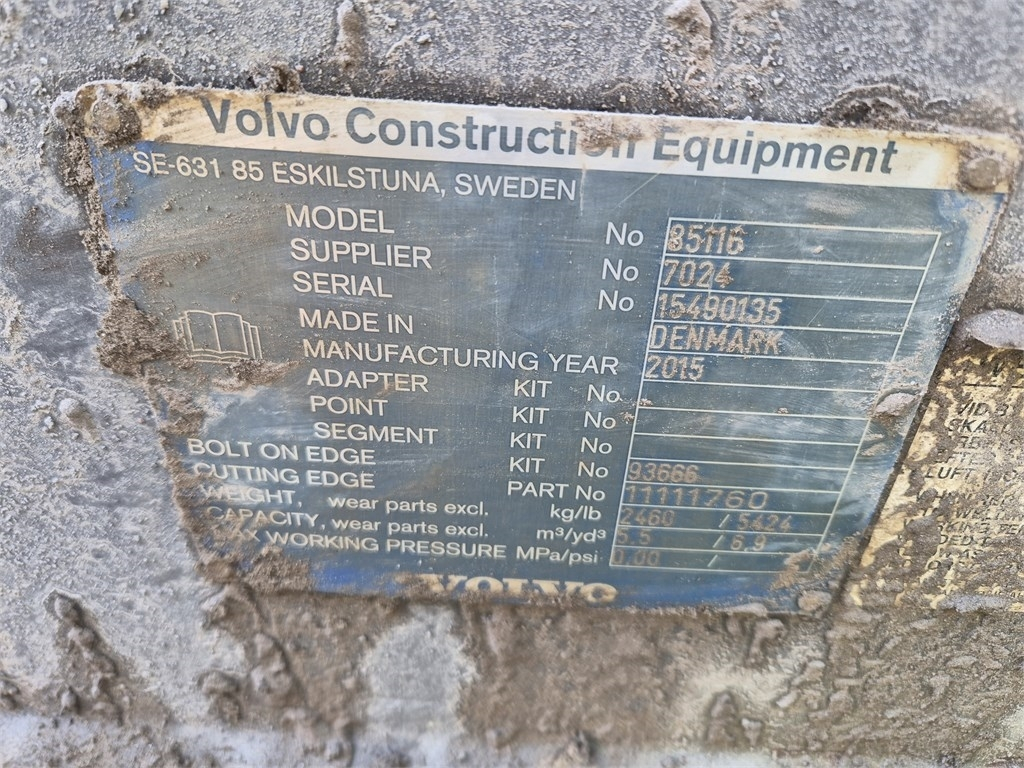 Volvo Construction Equipment
SE-631 85 ESKILSTUNA, SWEDEN
MODEL No 85116
SUPPLIER No 7024
SERIAL No 15490135
MADE IN DENMARK
MANUFACTURING YEAR 2015
ADAPTER KIT No
POINT KIT No
SEGMENT KIT No
BOLT ON EDGE KIT No 93666
CUTTING EDGE PART No 11111760
WEIGHT, wear parts excl. kg/lb 2460 / 5424
CAPACITY, wear parts excl. m³/yd³ 5.5 / 6.9
MAX WORKING PRESSURE MPa/psi 0.00 /
VOLVO
VID B
LUFT